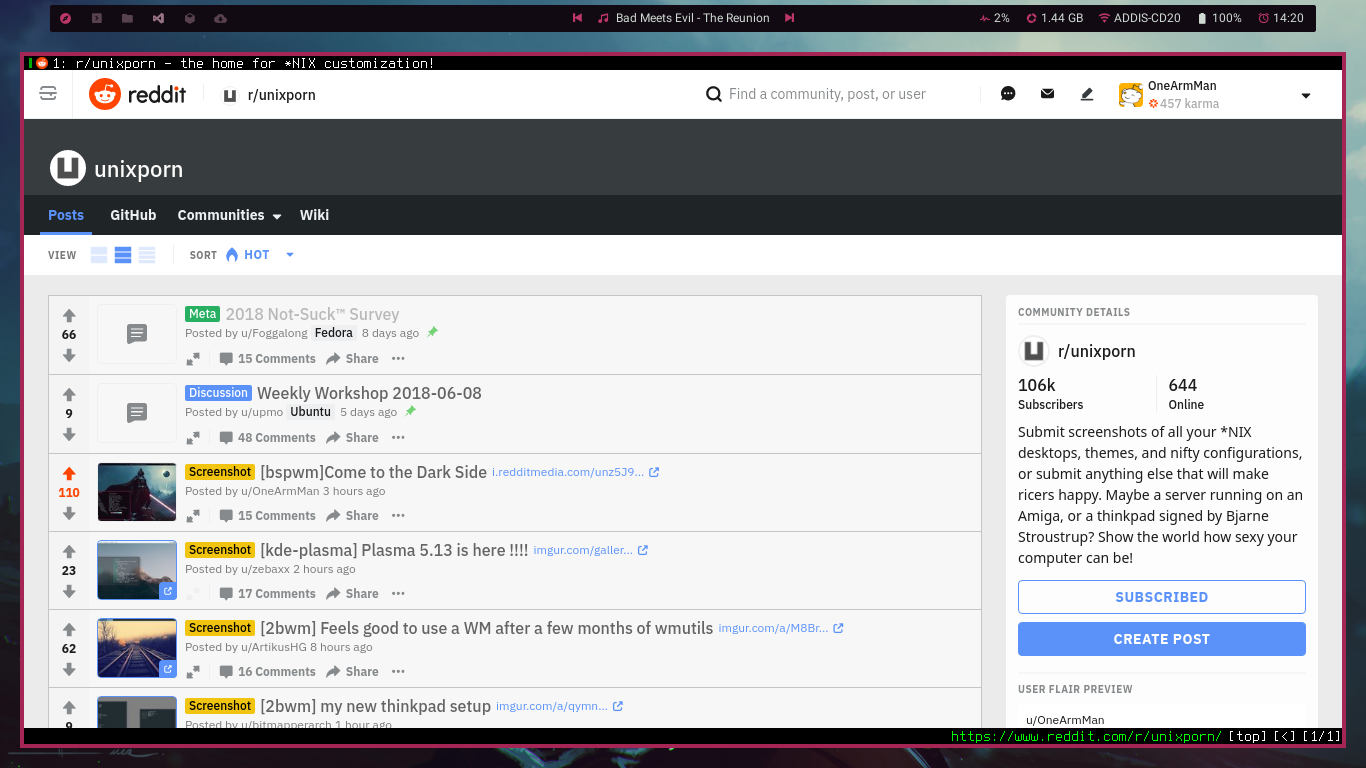 Bad Meets Evil - The Reunion
2%
1.44 GB
ADDIS-CD20
100%
14:20
1: r/unixporn - the home for *NIX customization!
reddit
r/unixporn
Find a community, post, or user
OneArmMan
457 karma
unixporn
Posts GitHub Communities Wiki
VIEW SORT HOT
66
Meta 2018 Not-Suck™ Survey
Posted by u/Foggalong Fedora 8 days ago
15 Comments Share
9
Discussion Weekly Workshop 2018-06-08
Posted by u/upmo Ubuntu 5 days ago
48 Comments Share
110
Screenshot [bspwm]Come to the Dark Side i.redditmedia.com/unz5J9...
Posted by u/OneArmMan 3 hours ago
15 Comments Share
23
Screenshot [kde-plasma] Plasma 5.13 is here !!!! imgur.com/galler...
Posted by u/zebaxx 2 hours ago
17 Comments Share
62
Screenshot [2bwm] Feels good to use a WM after a few months of wmutils imgur.com/a/M8Br...
Posted by u/ArtikusHG 8 hours ago
16 Comments Share
9
Screenshot [2bwm] my new thinkpad setup imgur.com/a/qymn...
Posted by u/bitmapperarch 1 hour ago
COMMUNITY DETAILS
r/unixporn
106k 644
Subscribers Online
Submit screenshots of all your *NIX
desktops, themes, and nifty configurations,
or submit anything else that will make
ricers happy. Maybe a server running on an
Amiga, or a thinkpad signed by Bjarne
Stroustrup? Show the world how sexy your
computer can be!
SUBSCRIBED
CREATE POST
USER FLAIR PREVIEW
u/OneArmMan
https://www.reddit.com/r/unixporn/ [top] [<] [1/1]